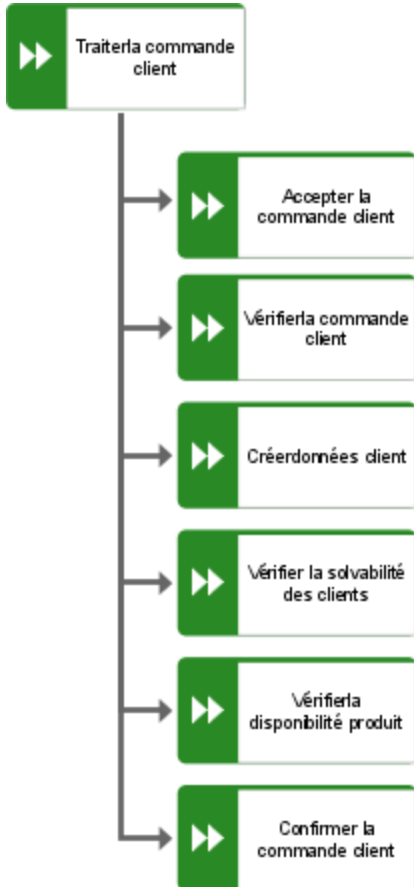 Traiterla commande
client
Accepter la
commande client
Vérifierla commande
client
Créerdonnées client
Vérifier la solvabilité
des clients
Vérifierla
disponibilité produit
Confirmer la
commande client